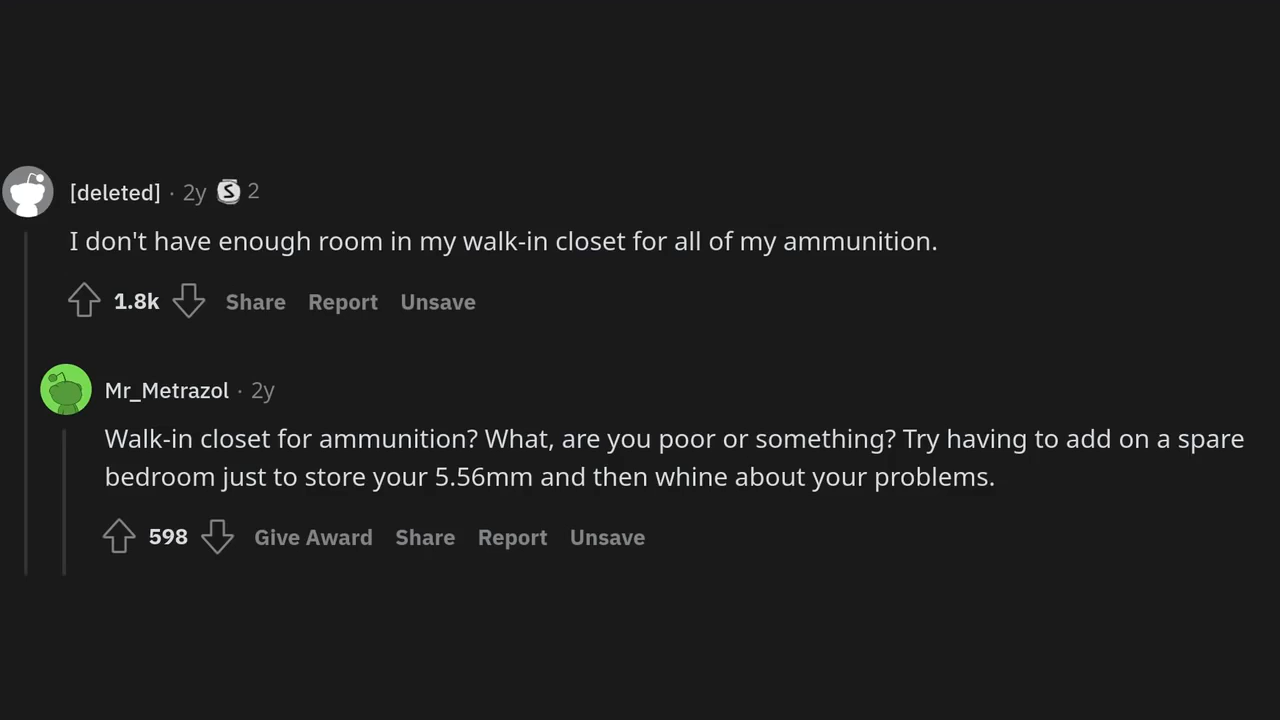 [deleted] · 2y S 2
I don't have enough room in my walk-in closet for all of my ammunition.
1.8k Share Report Unsave
Mr_Metrazol · 2y
Walk-in closet for ammunition? What, are you poor or something? Try having to add on a spare
bedroom just to store your 5.56mm and then whine about your problems.
598 Give Award Share Report Unsave